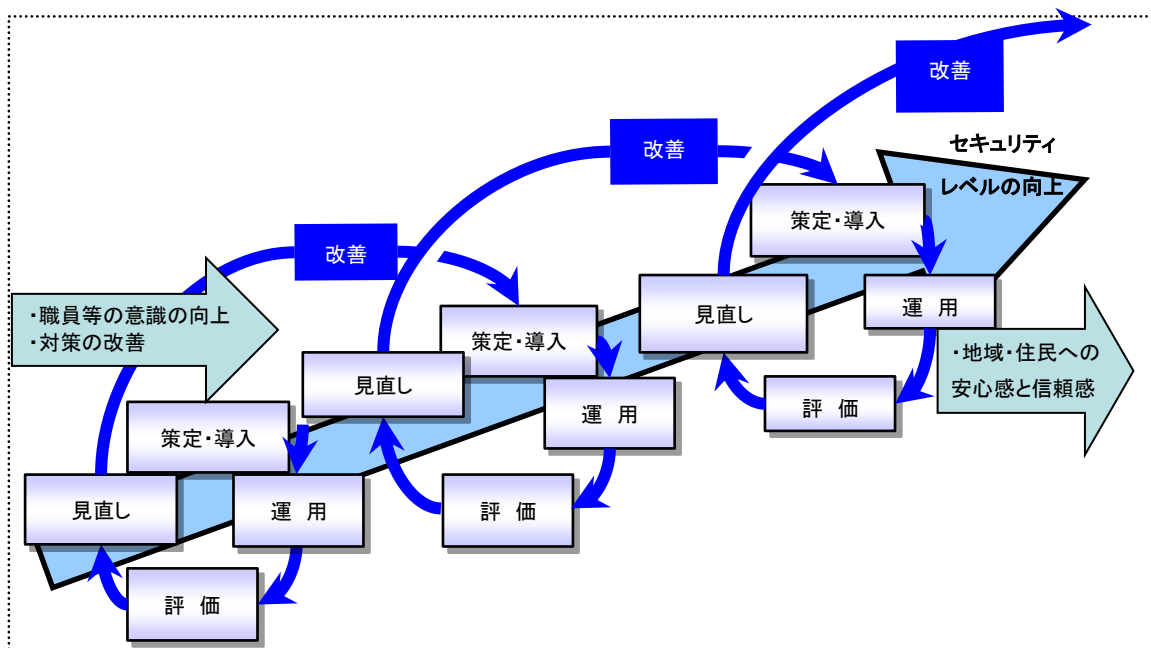 改善
セキュリティ
レベルの向上
改善
策定・導入
改善
運　用
見直し
・職員等の意識の向上
・対策の改善
策定・導入
・地域・住民への
安心感と信頼感
見直し
評　価
運　用
策定・導入
見直し
運　用
評　価
評　価